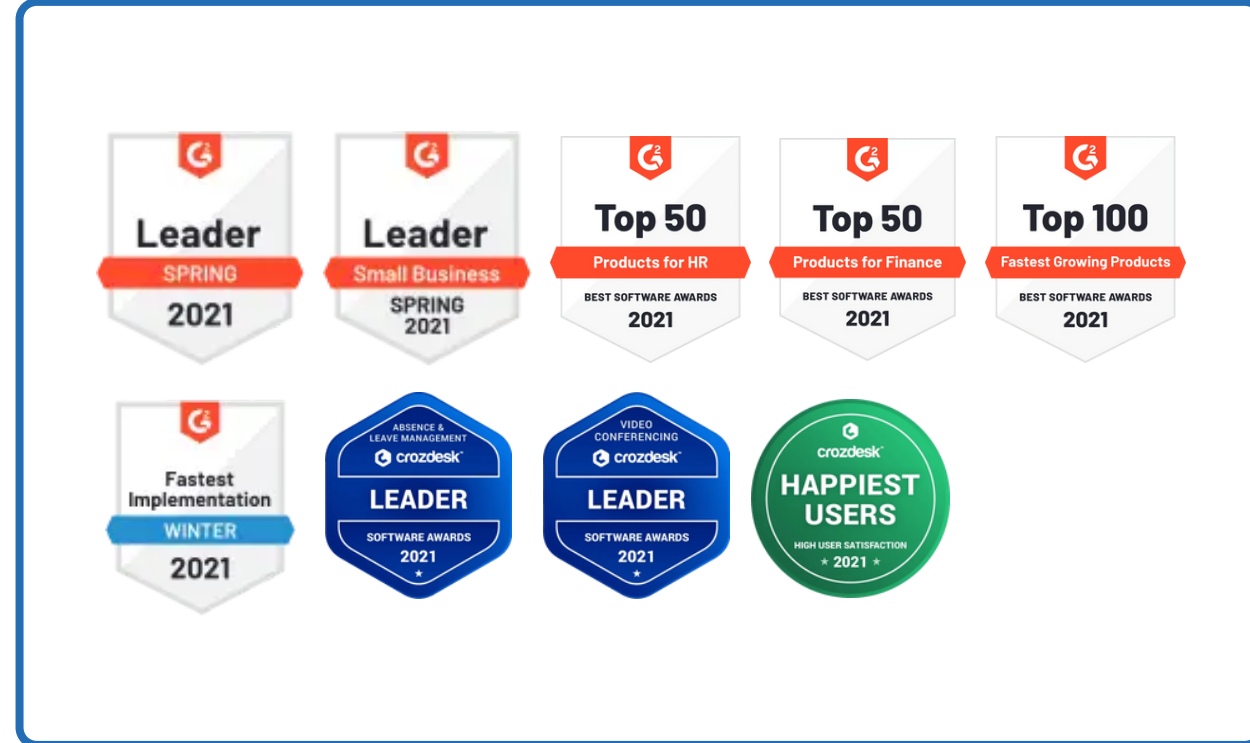 G2
Leader
SPRING
2021
G2
Leader
Small Business
SPRING
2021
G2
Top 50
Products for HR
BEST SOFTWARE AWARDS
2021
G2
Top 50
Products for Finance
BEST SOFTWARE AWARDS
2021
G2
Top 100
Fastest Growing Products
BEST SOFTWARE AWARDS
2021
G2
Fastest
Implementation
WINTER
2021
ABSENCE &
LEAVE MANAGEMENT
crozdesk
LEADER
SOFTWARE AWARDS
2021
VIDEO
CONFERENCING
crozdesk
LEADER
SOFTWARE AWARDS
2021
crozdesk
HAPPIEST
USERS
HIGH USER SATISFACTION
2021